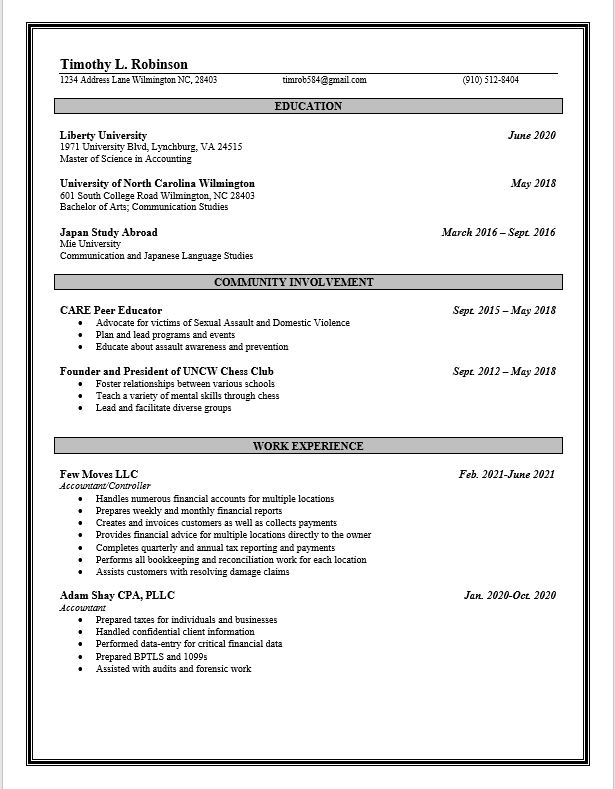 Timothy L. Robinson
1234 Address Lane Wilmington NC, 28403 timrob584@gmail.com (910) 512-8404
EDUCATION
Liberty University June 2020
1971 University Blvd, Lynchburg, VA 24515
Master of Science in Accounting
University of North Carolina Wilmington May 2018
601 South College Road Wilmington, NC 28403
Bachelor of Arts; Communication Studies
Japan Study Abroad March 2016 – Sept. 2016
Mie University
Communication and Japanese Language Studies
COMMUNITY INVOLVEMENT
CARE Peer Educator Sept. 2015 – May 2018
• Advocate for victims of Sexual Assault and Domestic Violence
• Plan and lead programs and events
• Educate about assault awareness and prevention
Founder and President of UNCW Chess Club Sept. 2012 – May 2018
• Foster relationships between various schools
• Teach a variety of mental skills through chess
• Lead and facilitate diverse groups
WORK EXPERIENCE
Few Moves LLC Feb. 2021-June 2021
Accountant/Controller
• Handles numerous financial accounts for multiple locations
• Prepares weekly and monthly financial reports
• Creates and invoices customers as well as collects payments
• Provides financial advice for multiple locations directly to the owner
• Completes quarterly and annual tax reporting and payments
• Performs all bookkeeping and reconciliation work for each location
• Assists customers with resolving damage claims
Adam Shay CPA, PLLC Jan. 2020-Oct. 2020
Accountant
• Prepared taxes for individuals and businesses
• Handled confidential client information
• Performed data-entry for critical financial data
• Prepared BPTLS and 1099s
• Assisted with audits and forensic work